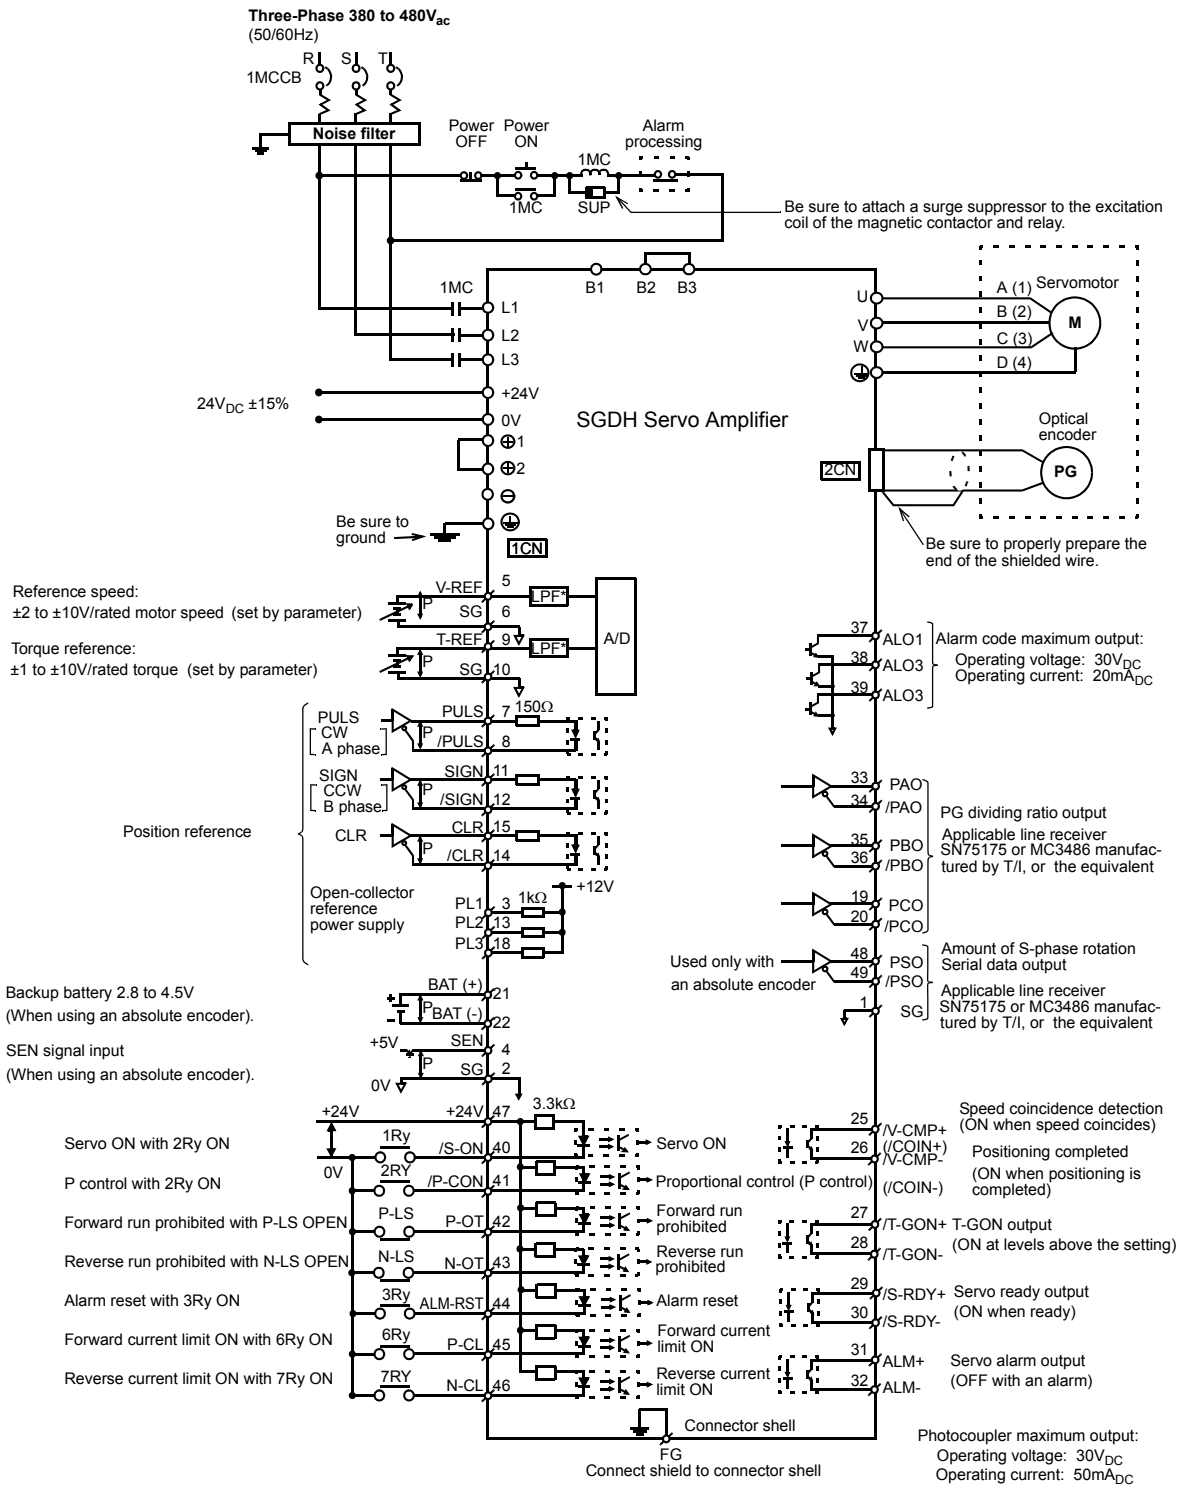 Three-Phase 380 to 480Vac
(50/60Hz)
R S T
1MCCB
Noise filter
Power OFF
Power ON
1MC
1MC
SUP
Alarm processing
Be sure to attach a surge suppressor to the excitation
coil of the magnetic contactor and relay.
B1 B2 B3
1MC
L1
L2
L3
24VDC ±15%
+24V
0V
⊕1
⊕2
⊖
Be sure to
ground
1CN
SGDH Servo Amplifier
U
V
W
A (1)
B (2)
C (3)
D (4)
Servomotor
M
Optical
encoder
PG
2CN
Be sure to properly prepare the
end of the shielded wire.
Reference speed:
±2 to ±10V/rated motor speed (set by parameter)
V-REF 5
P
SG 6
LPF*
A/D
Torque reference:
±1 to ±10V/rated torque (set by parameter)
T-REF 9
P
SG 10
LPF*
Position reference
PULS
CW
A phase
P
PULS 7
/PULS 8
150Ω
SIGN
CCW
B phase
P
SIGN 11
/SIGN 12
CLR
P
CLR 15
/CLR 14
Open-collector
reference
power supply
PL1 3
PL2 13
PL3 18
1kΩ
+12V
Backup battery 2.8 to 4.5V
(When using an absolute encoder).
+
-
P
BAT (+) 21
BAT (-) 22
SEN signal input
(When using an absolute encoder).
+5V
0V
P
SEN 4
SG 2
+24V
0V
+24V 47
3.3kΩ
Servo ON with 2Ry ON
1Ry
/S-ON 40
Servo ON
P control with 2Ry ON
2RY
/P-CON 41
Proportional control (P control)
Forward run prohibited with P-LS OPEN
P-LS
P-OT 42
Forward run
prohibited
Reverse run prohibited with N-LS OPEN
N-LS
N-OT 43
Reverse run
prohibited
Alarm reset with 3Ry ON
3Ry
ALM-RST 44
Alarm reset
Forward current limit ON with 6Ry ON
6Ry
P-CL 45
Forward current
limit ON
Reverse current limit ON with 7Ry ON
7RY
N-CL 46
Reverse current
limit ON
Connector shell
FG
Connect shield to connector shell
37 ALO1
38 ALO3
39 ALO3
Alarm code maximum output:
Operating voltage: 30VDC
Operating current: 20mADC
33 PAO
34 /PAO
35 PBO
36 /PBO
19 PCO
20 /PCO
PG dividing ratio output
Applicable line receiver
SN75175 or MC3486 manufac-
tured by T/I, or the equivalent
Used only with
an absolute encoder
48 PSO
49 /PSO
1 SG
Amount of S-phase rotation
Serial data output
Applicable line receiver
SN75175 or MC3486 manufac-
tured by T/I, or the equivalent
25 /V-CMP+
(/COIN+)
26 /V-CMP-
(/COIN-)
Speed coincidence detection
(ON when speed coincides)
Positioning completed
(ON when positioning is
completed)
27 /T-GON+
28 /T-GON-
T-GON output
(ON at levels above the setting)
29 /S-RDY+
30 /S-RDY-
Servo ready output
(ON when ready)
31 ALM+
32 ALM-
Servo alarm output
(OFF with an alarm)
Photocoupler maximum output:
Operating voltage: 30VDC
Operating current: 50mADC